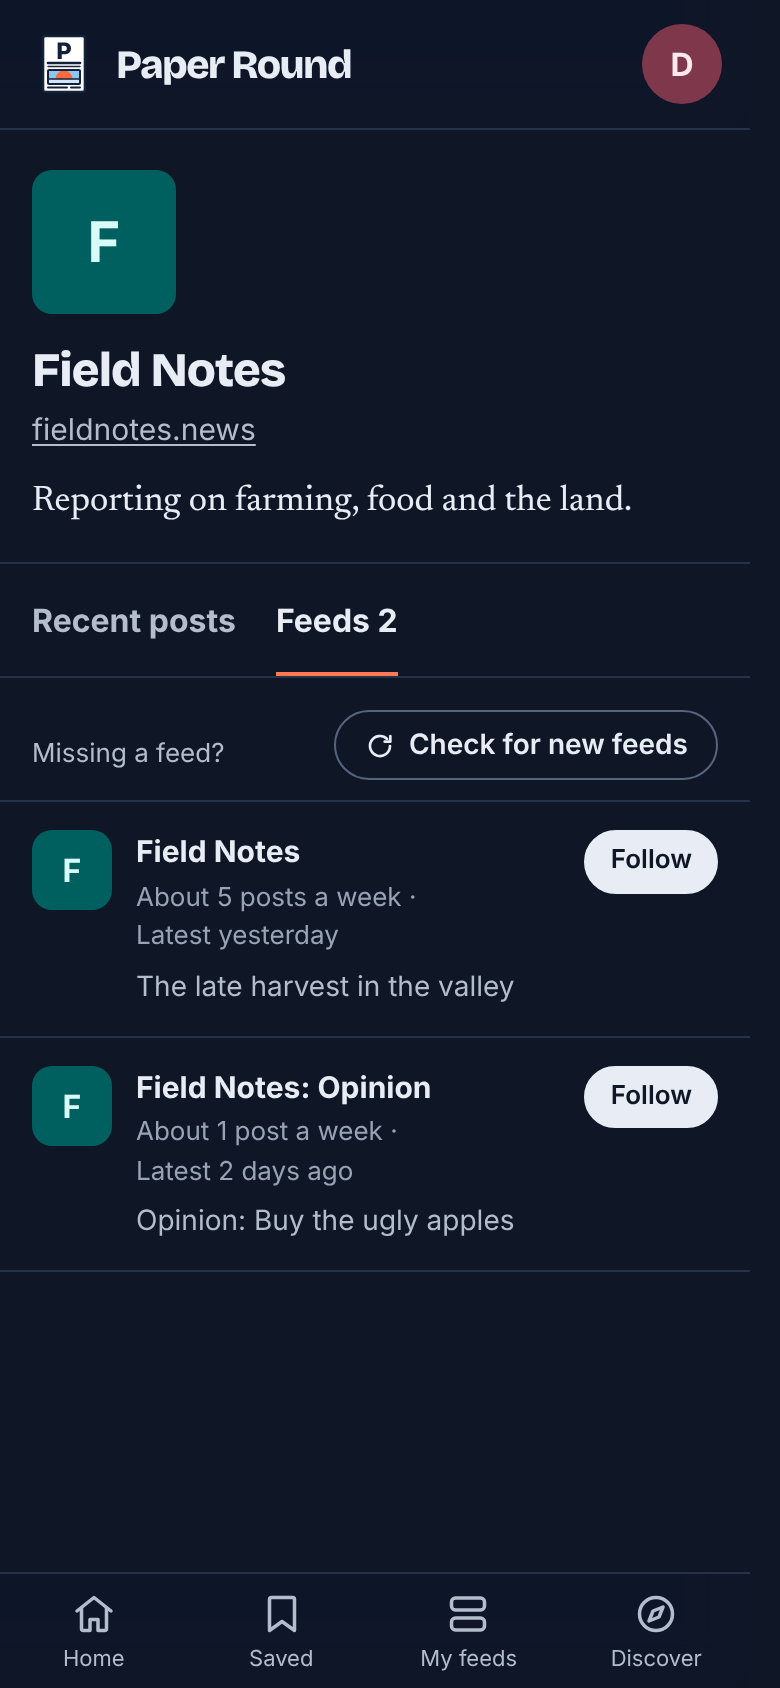 P
Paper Round
D
F
Field Notes
fieldnotes.news
Reporting on farming, food and the land.
Recent posts
Feeds 2
Missing a feed?
Check for new feeds
F
Field Notes
Follow
About 5 posts a week ·
Latest yesterday
The late harvest in the valley
F
Field Notes: Opinion
Follow
About 1 post a week ·
Latest 2 days ago
Opinion: Buy the ugly apples
Home
Saved
My feeds
Discover